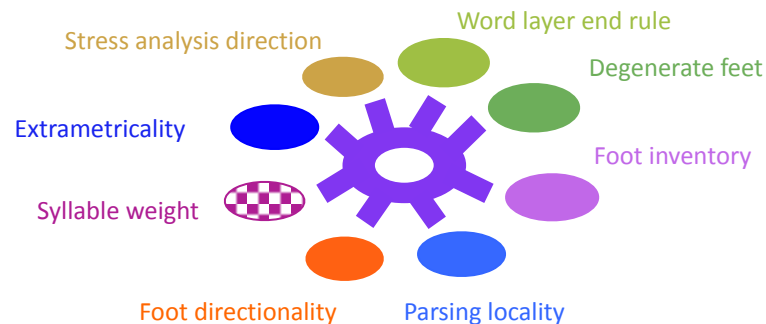 Word layer end rule
Stress analysis direction
Degenerate feet
Extrametricality
Foot inventory
Syllable weight
Foot directionality
Parsing locality